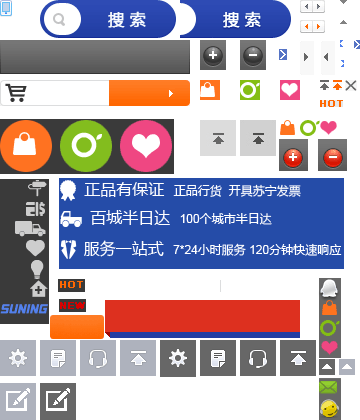 搜 索
搜 索
HOT
正品有保证 正品行货 开具苏宁发票
百城半日达 100个城市半日达
服务一站式 7*24小时服务 120分钟快速响应
SUNING
HOT
NEW